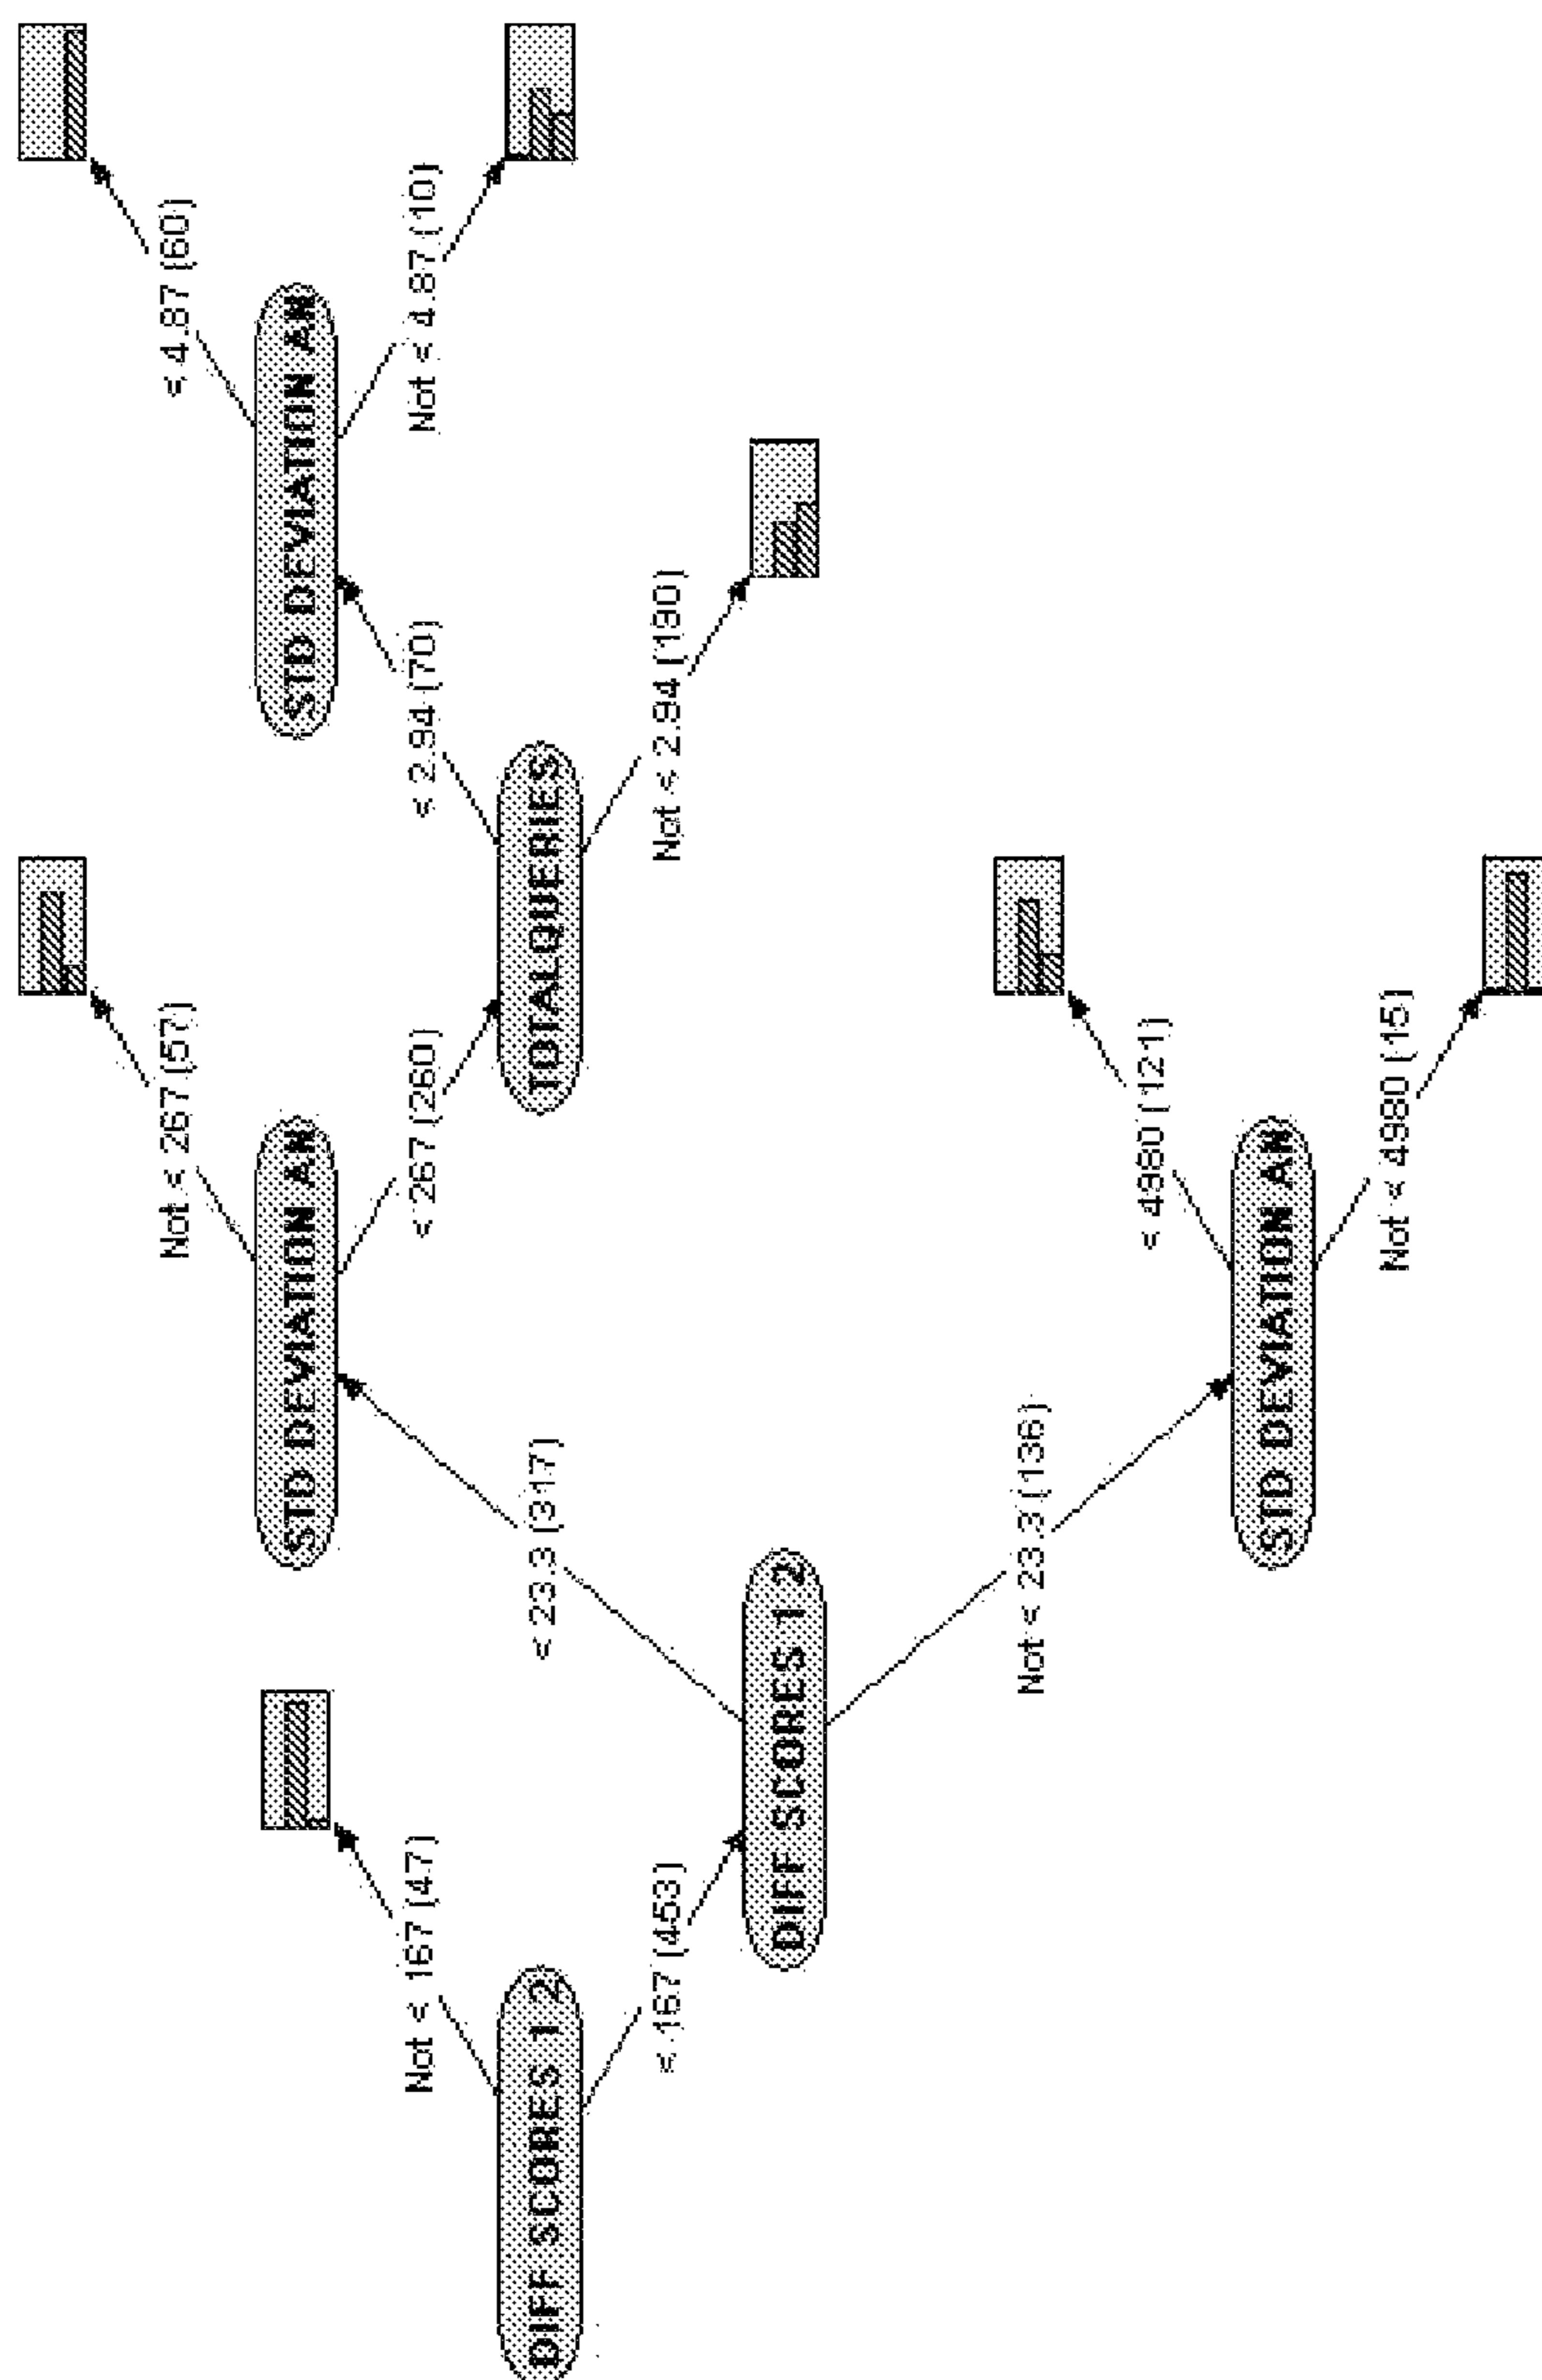 DIFF SCORES 1 2
Not < 167 (47)
< 167 (453)
DIFF SCORES 1 2
< 23.3 (317)
Not < 23.3 (136)
STD DEVIATION AN
STD DEVIATION AN
Not < 267 (57)
< 267 (260)
< 4980 (121)
Not < 4980 (15)
TOTALQUERIES
< 2.94 (70)
Not < 2.94 (190)
STD DEVIATION AN
< 4.87 (60)
Not < 4.87 (10)